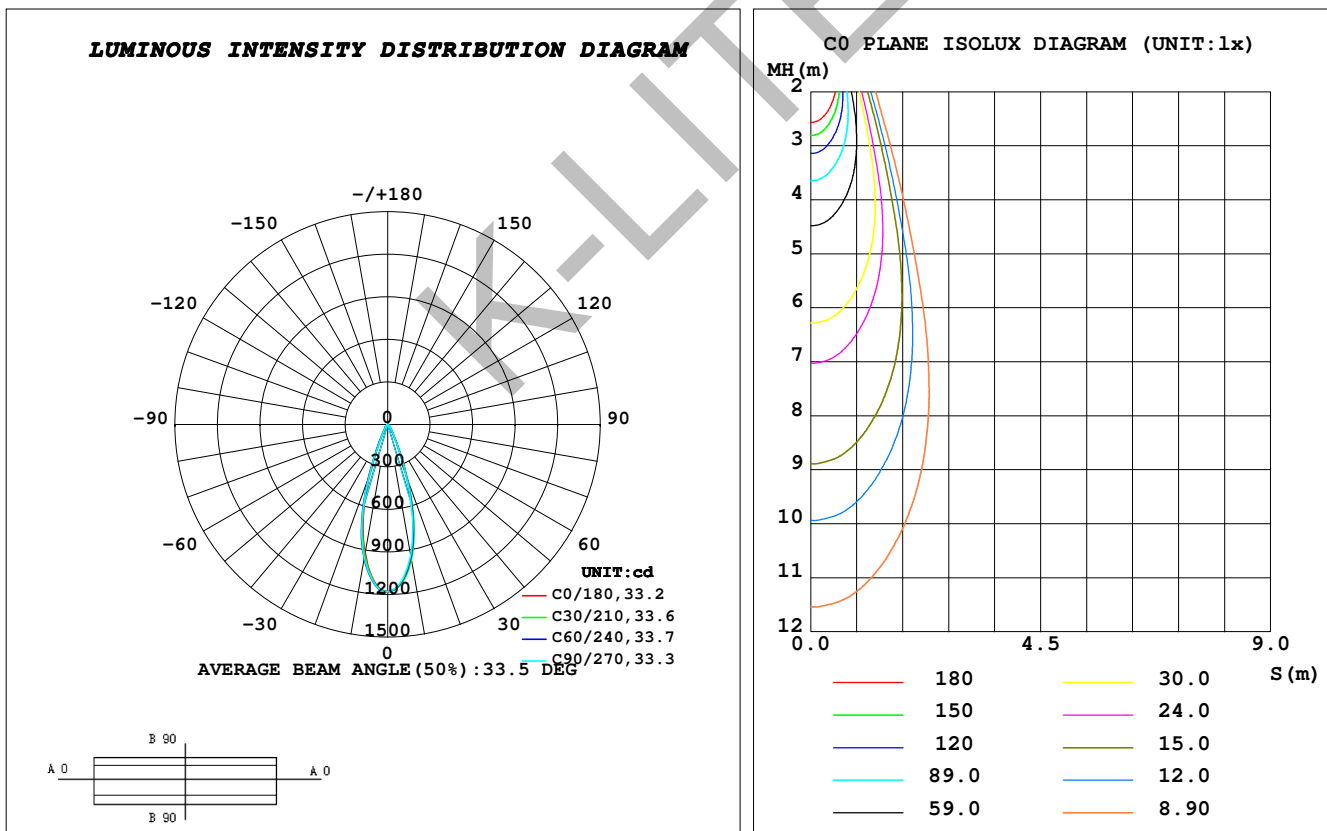 LUMINOUS INTENSITY DISTRIBUTION DIAGRAM
-/+180
-150
150
-120
120
-90
90
-60
60
-30
30
0
0
300
600
900
1200
1500
UNIT:cd
C0/180,33.2
C30/210,33.6
C60/240,33.7
C90/270,33.3
AVERAGE BEAM ANGLE(50%):33.5 DEG
B 90
A 0
A 0
B 90
K-LITE
C0 PLANE ISOLUX DIAGRAM (UNIT:lx)
MH(m)
2
3
4
5
6
7
8
9
10
11
12
0.0
4.5
9.0
S(m)
180
30.0
150
24.0
120
15.0
89.0
12.0
59.0
8.90